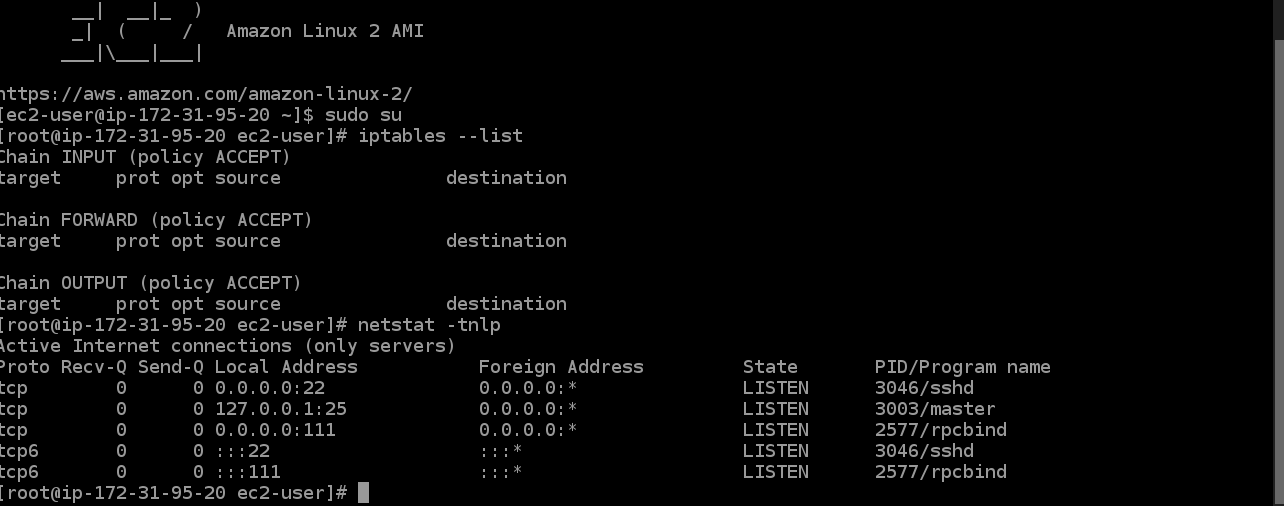 __|  __|_  )
       _|  (     /   Amazon Linux 2 AMI
      ___|\___|___|
https://aws.amazon.com/amazon-linux-2/
[ec2-user@ip-172-31-95-20 ~]$ sudo su
[root@ip-172-31-95-20 ec2-user]# iptables --list
Chain INPUT (policy ACCEPT)
target     prot opt source               destination
Chain FORWARD (policy ACCEPT)
target     prot opt source               destination
Chain OUTPUT (policy ACCEPT)
target     prot opt source               destination
[root@ip-172-31-95-20 ec2-user]# netstat -tnlp
Active Internet connections (only servers)
Proto Recv-Q Send-Q Local Address           Foreign Address         State       PID/Program name
tcp        0      0 0.0.0.0:22              0.0.0.0:*               LISTEN      3046/sshd
tcp        0      0 127.0.0.1:25            0.0.0.0:*               LISTEN      3003/master
tcp        0      0 0.0.0.0:111             0.0.0.0:*               LISTEN      2577/rpcbind
tcp6       0      0 :::22                   :::*                    LISTEN      3046/sshd
tcp6       0      0 :::111                  :::*                    LISTEN      2577/rpcbind
[root@ip-172-31-95-20 ec2-user]#